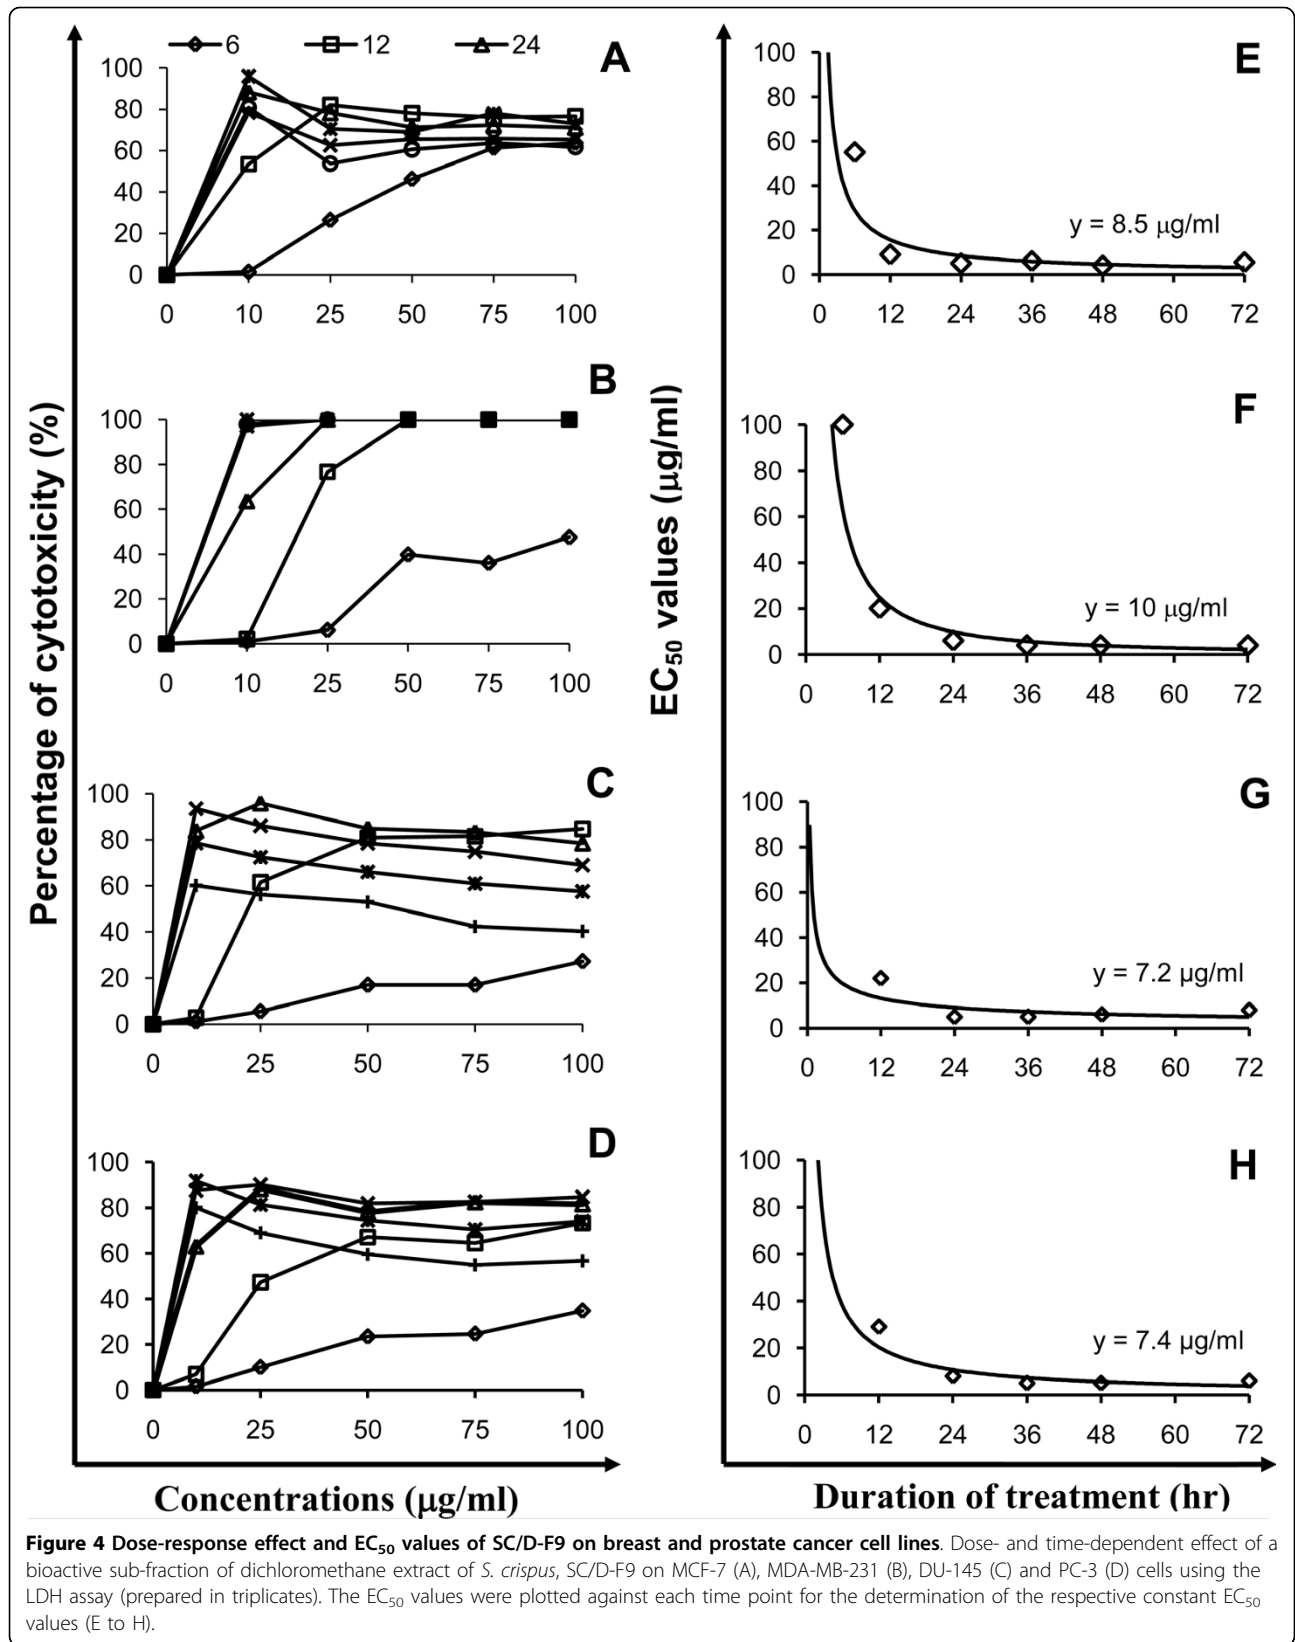 Percentage of cytotoxicity (%)
6 12 24
A
100
80
60
40
20
0
0 10 25 50 75 100
B
100
80
60
40
20
0
0 10 25 50 75 100
C
100
80
60
40
20
0
0 25 50 75 100
D
100
80
60
40
20
0
0 25 50 75 100
Concentrations (μg/ml)
EC50 values (μg/ml)
E
100
80
60
40
20
0
y = 8.5 μg/ml
0 12 24 36 48 60 72
F
100
80
60
40
20
0
y = 10 μg/ml
0 12 24 36 48 60 72
G
100
80
60
40
20
0
y = 7.2 μg/ml
0 12 24 36 48 60 72
H
100
80
60
40
20
0
y = 7.4 μg/ml
0 12 24 36 48 60 72
Duration of treatment (hr)
Figure 4 Dose-response effect and EC50 values of SC/D-F9 on breast and prostate cancer cell lines. Dose- and time-dependent effect of a
bioactive sub-fraction of dichloromethane extract of S. crispus, SC/D-F9 on MCF-7 (A), MDA-MB-231 (B), DU-145 (C) and PC-3 (D) cells using the
LDH assay (prepared in triplicates). The EC50 values were plotted against each time point for the determination of the respective constant EC50
values (E to H).